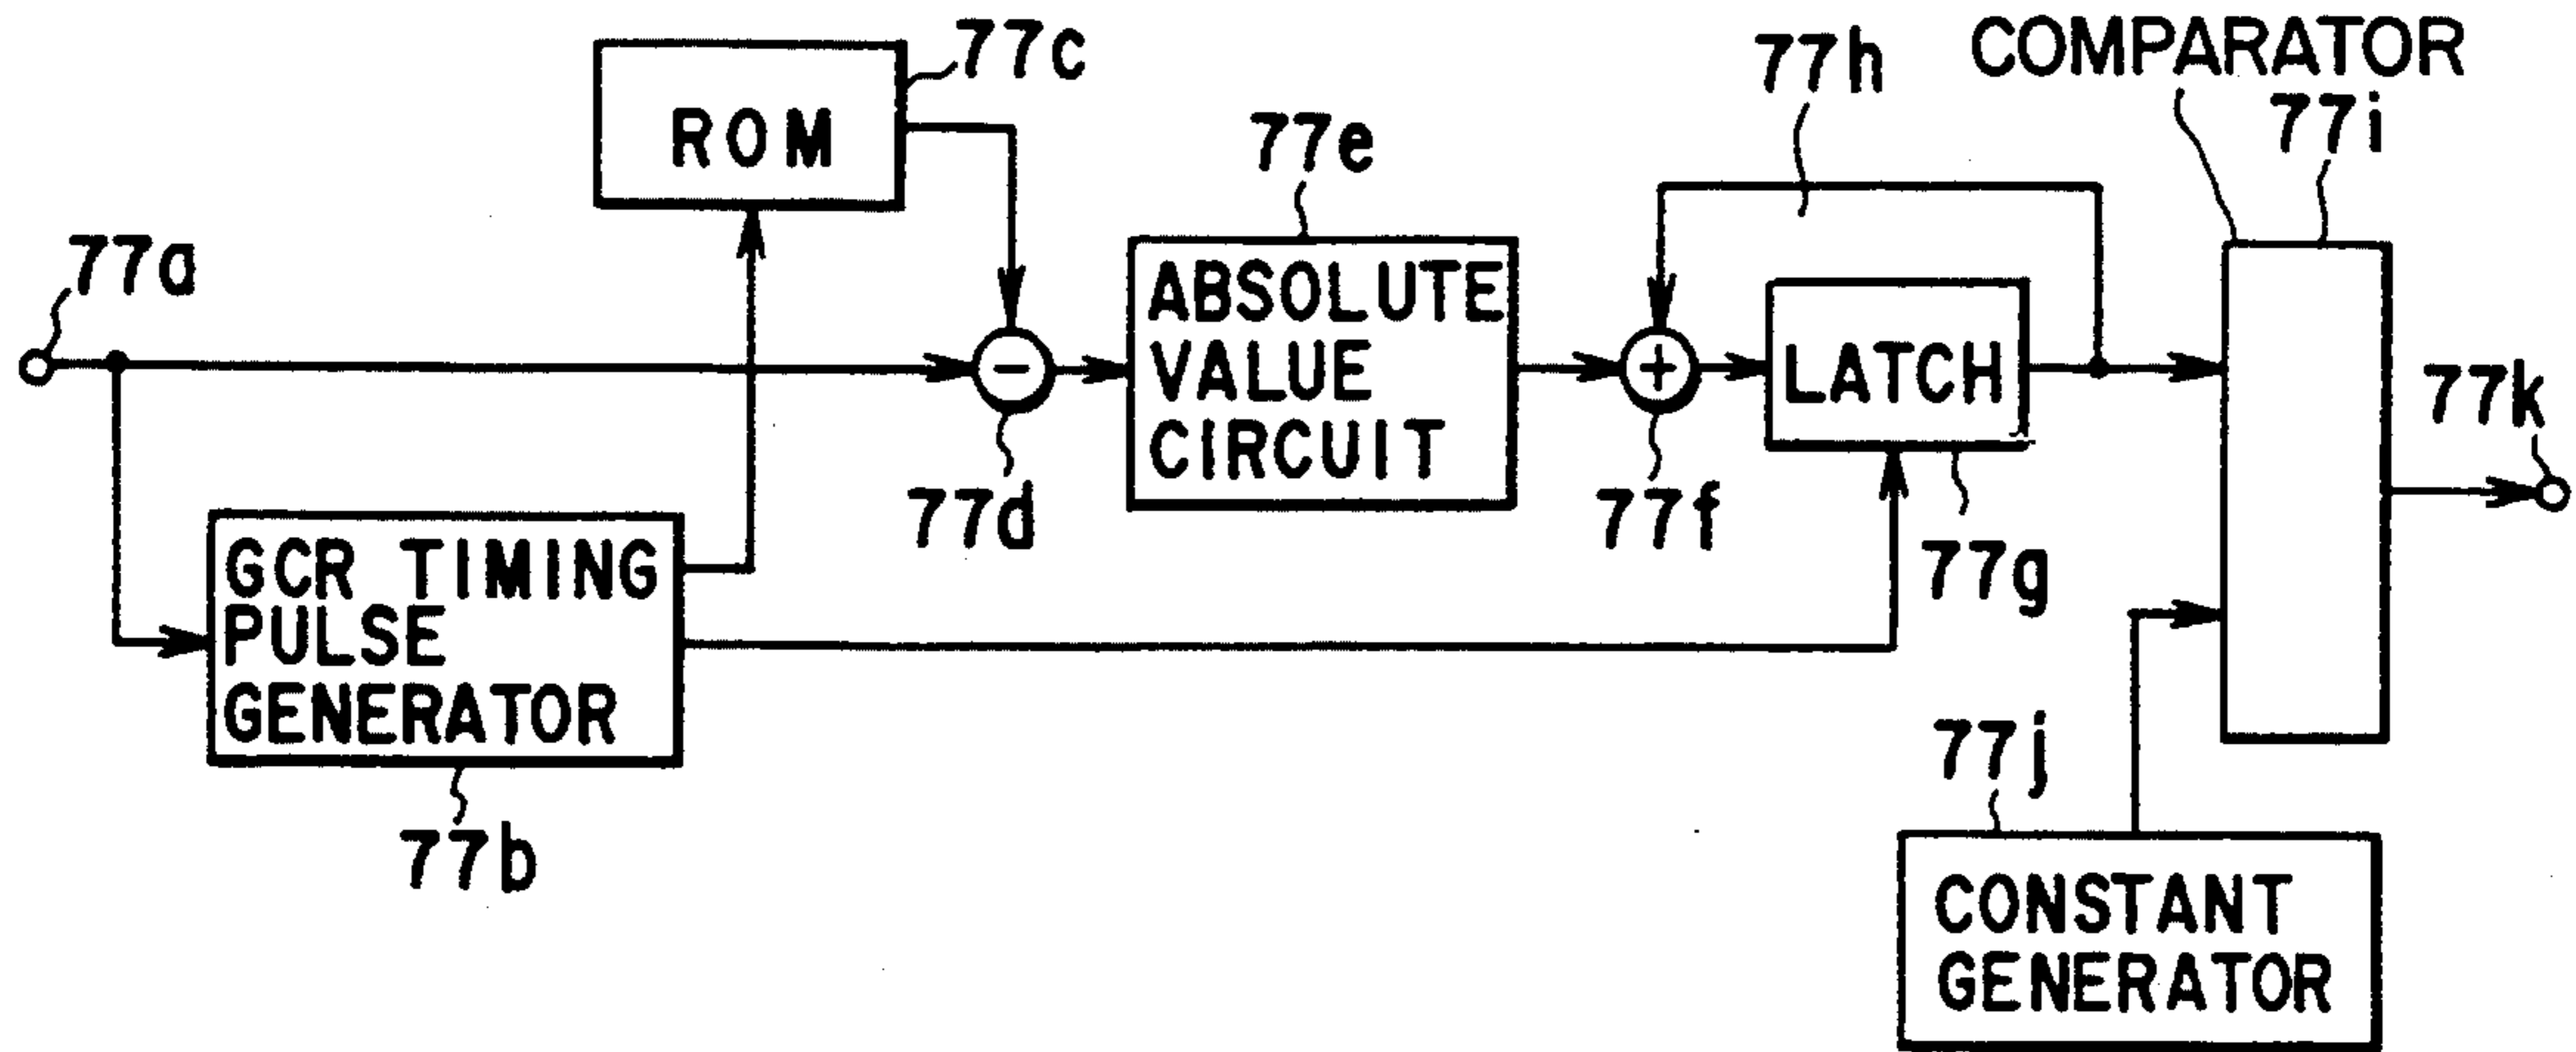 77c
COMPARATOR
77h
77i
ROM
77e
77a
ABSOLUTE
VALUE
CIRCUIT
LATCH
77k
77d
77f
77g
GCR TIMING
PULSE
GENERATOR
77b
77j
CONSTANT
GENERATOR